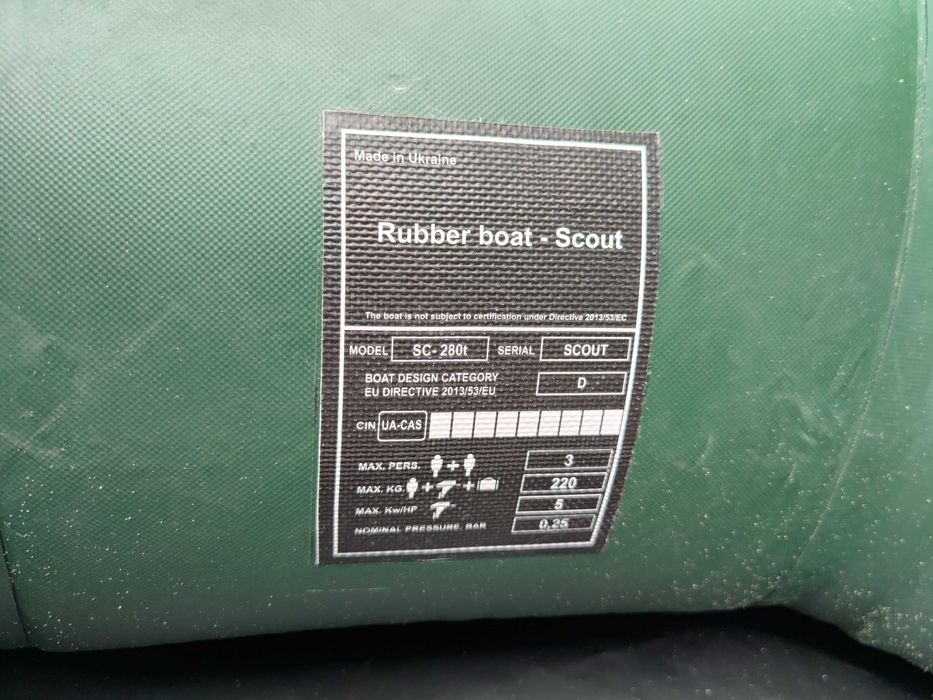 Made in Ukraine
Rubber boat - Scout
The boat is not subject to certification under Directive 2013/53/EC
MODEL SC- 280t SERIAL SCOUT
BOAT DESIGN CATEGORY
EU DIRECTIVE 2013/53/EU
D
CIN UA-CAS
MAX. PERS. + 3
MAX. KG. + + 220
MAX. Kw/HP 5
NOMINAL PRESSURE. BAR 0,25